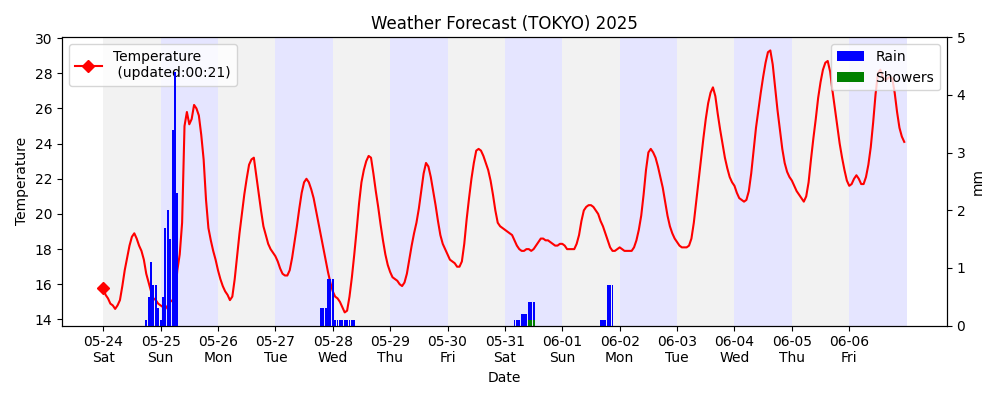 Weather Forecast (TOKYO) 2025
Temperature
(updated:00:21)
Rain
Showers
Temperature
30
28
26
24
22
20
18
16
14
5
4
3
2
1
0
mm
05-24 05-25 05-26 05-27 05-28 05-29 05-30 05-31 06-01 06-02 06-03 06-04 06-05 06-06
Sat Sun Mon Tue Wed Thu Fri Sat Sun Mon Tue Wed Thu Fri
Date